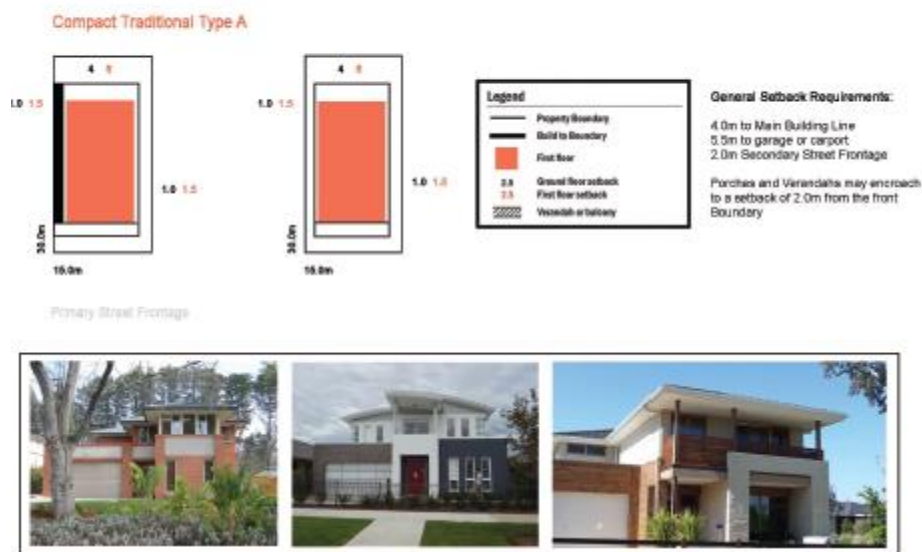 Compact Traditional Type A
4 6
1.0 1.5
1.0 1.5
30.0m
15.0m
4 6
1.0 1.5
1.0 1.5
30.0m
15.0m
Primary Street Frontage
Legend
Property Boundary
Build to Boundary
First floor
2.5 Ground floor setback
2.5 First floor setback
Verandah or balcony
General Setback Requirements:
4.0m to Main Building Line
5.5m to garage or carport
2.0m Secondary Street Frontage
Porches and Verandahs may encroach
to a setback of 2.0m from the front
Boundary